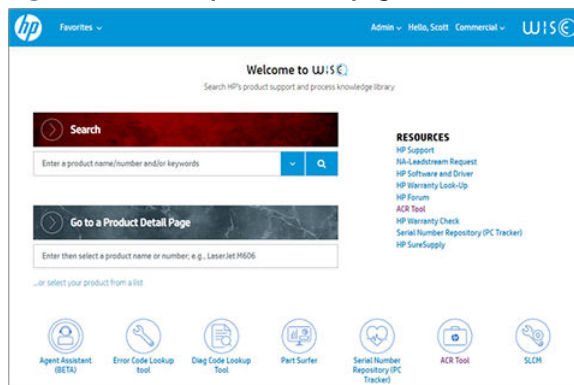 hp
Favorites
Admin
Hello, Scott
Commercial
WISE
Welcome to WISE
Search HP's product support and process knowledge library
Search
Enter a product name/number and/or keywords
Go to a Product Detail Page
Enter then select a product name or number; e.g., LaserJet M606
...or select your product from a list
RESOURCES
HP Support
NA-Leadstream Request
HP Software and Driver
HP Warranty Look-Up
HP Forum
ACR Tool
HP Warranty Check
Serial Number Repository (PC Tracker)
HP SureSupply
Agent Assistant
(BETA)
Error Code Lookup
tool
Diag Code Lookup
Tool
Part Surfer
Serial Number
Repository (PC
Tracker)
ACR Tool
SLCM